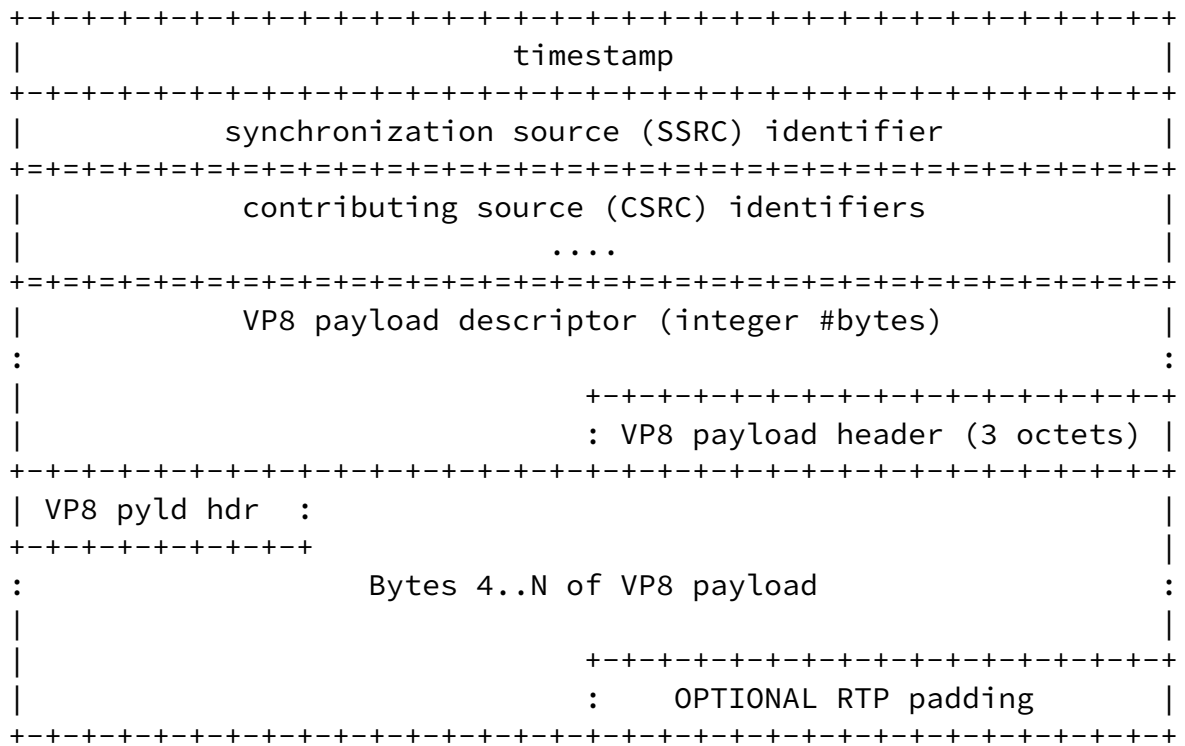 +-+-+-+-+-+-+-+-+-+-+-+-+-+-+-+-+-+-+-+-+-+-+-+-+-+-+-+-+-+-+-+-+
|                           timestamp                           |
+-+-+-+-+-+-+-+-+-+-+-+-+-+-+-+-+-+-+-+-+-+-+-+-+-+-+-+-+-+-+-+-+
|           synchronization source (SSRC) identifier            |
+=+=+=+=+=+=+=+=+=+=+=+=+=+=+=+=+=+=+=+=+=+=+=+=+=+=+=+=+=+=+=+=+
|            contributing source (CSRC) identifiers             |
|                             ....                              |
+=+=+=+=+=+=+=+=+=+=+=+=+=+=+=+=+=+=+=+=+=+=+=+=+=+=+=+=+=+=+=+=+
|            VP8 payload descriptor (integer #bytes)            |
:                                                               :
|                               +-+-+-+-+-+-+-+-+-+-+-+-+-+-+-+-+
|                               : VP8 payload header (3 octets) |
+-+-+-+-+-+-+-+-+-+-+-+-+-+-+-+-+-+-+-+-+-+-+-+-+-+-+-+-+-+-+-+-+
| VP8 pyld hdr  :                                               |
+-+-+-+-+-+-+-+-+                                               |
:                   Bytes 4..N of VP8 payload                   :
|                                                               |
|                               +-+-+-+-+-+-+-+-+-+-+-+-+-+-+-+-+
|                               :    OPTIONAL RTP padding       |
+-+-+-+-+-+-+-+-+-+-+-+-+-+-+-+-+-+-+-+-+-+-+-+-+-+-+-+-+-+-+-+-+